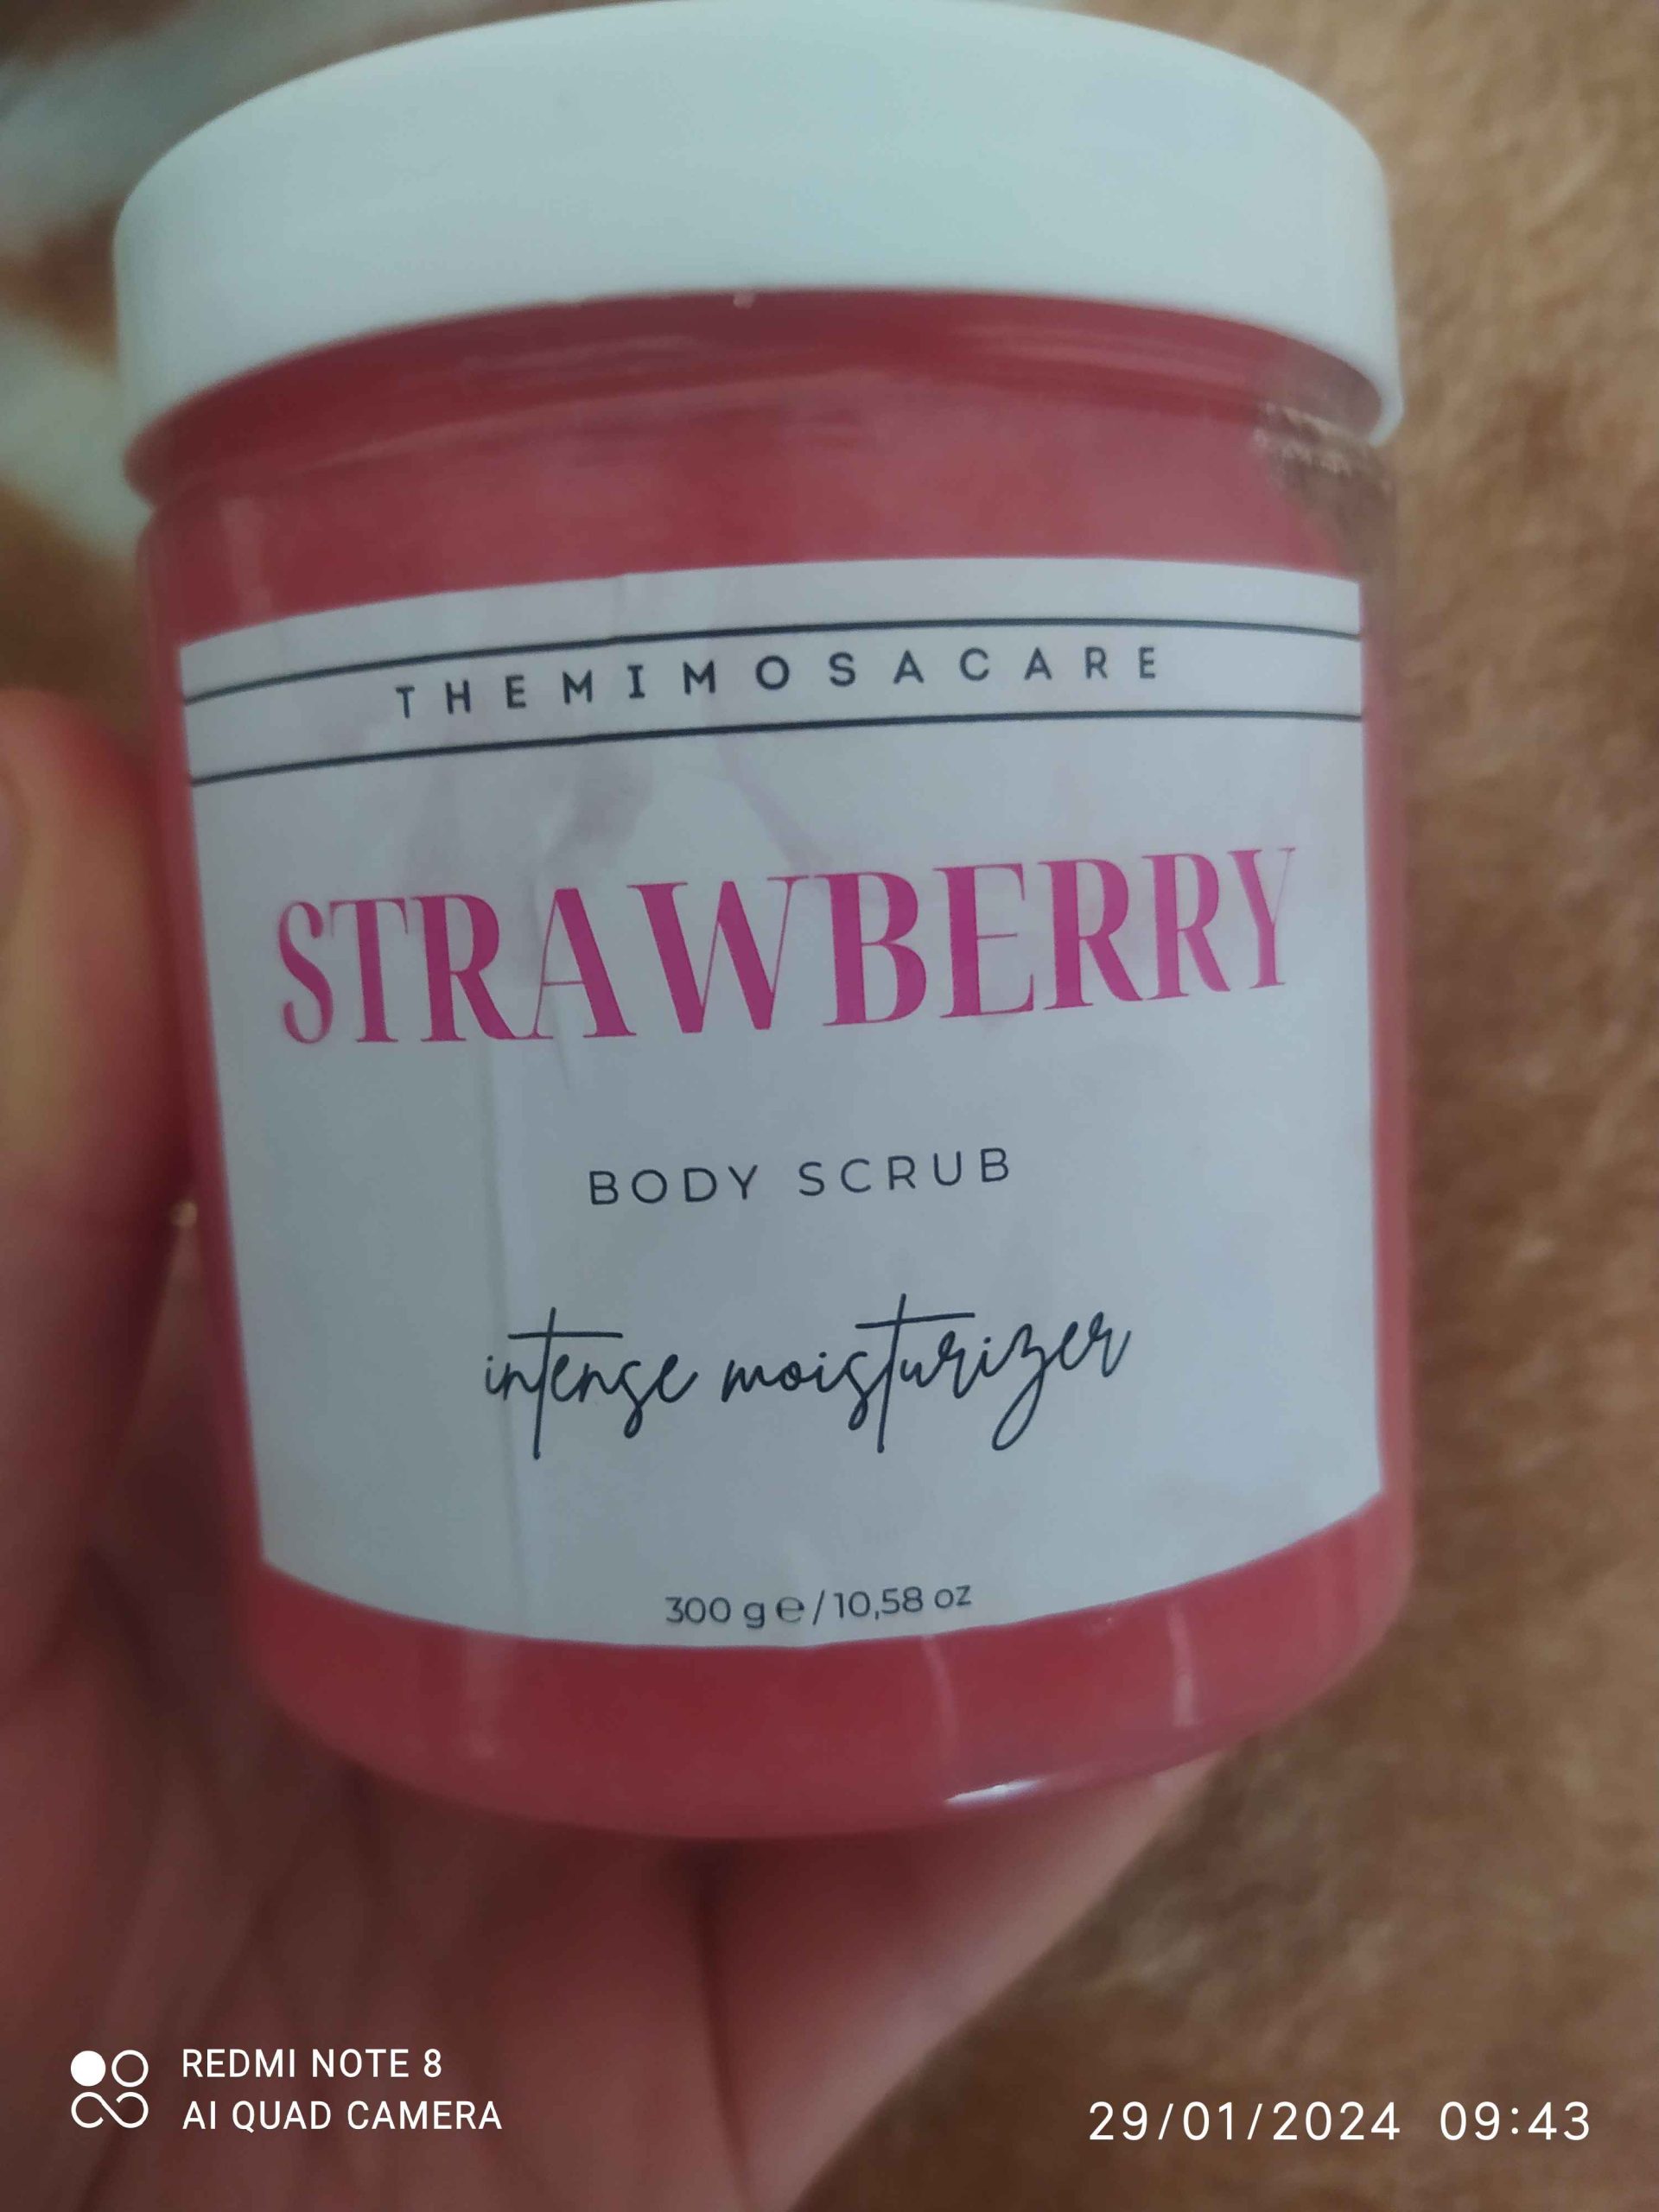 THEMIMOSACARE
STRAWBERRY
BODY SCRUB
intense moisturizer
300 g ℮ / 10,58 oz
REDMI NOTE 8
AI QUAD CAMERA
29/01/2024 09:43